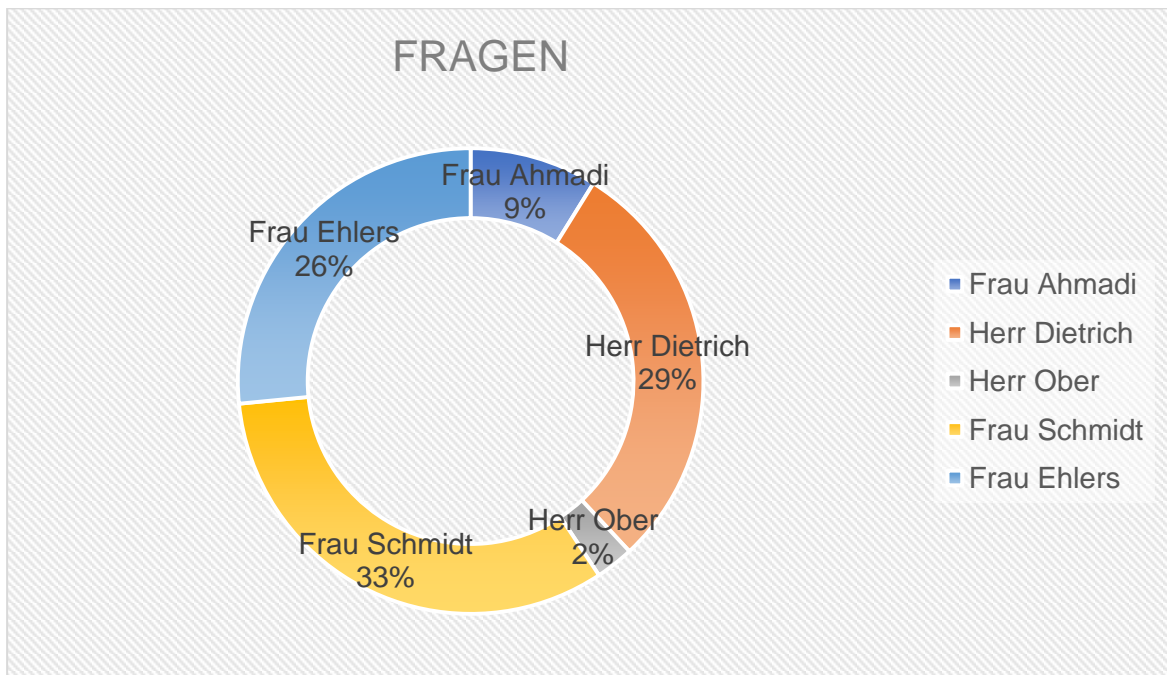 FRAGEN
Frau Ahmadi
9%
Herr Dietrich
29%
Herr Ober
2%
Frau Schmidt
33%
Frau Ehlers
26%
Frau Ahmadi
Herr Dietrich
Herr Ober
Frau Schmidt
Frau Ehlers